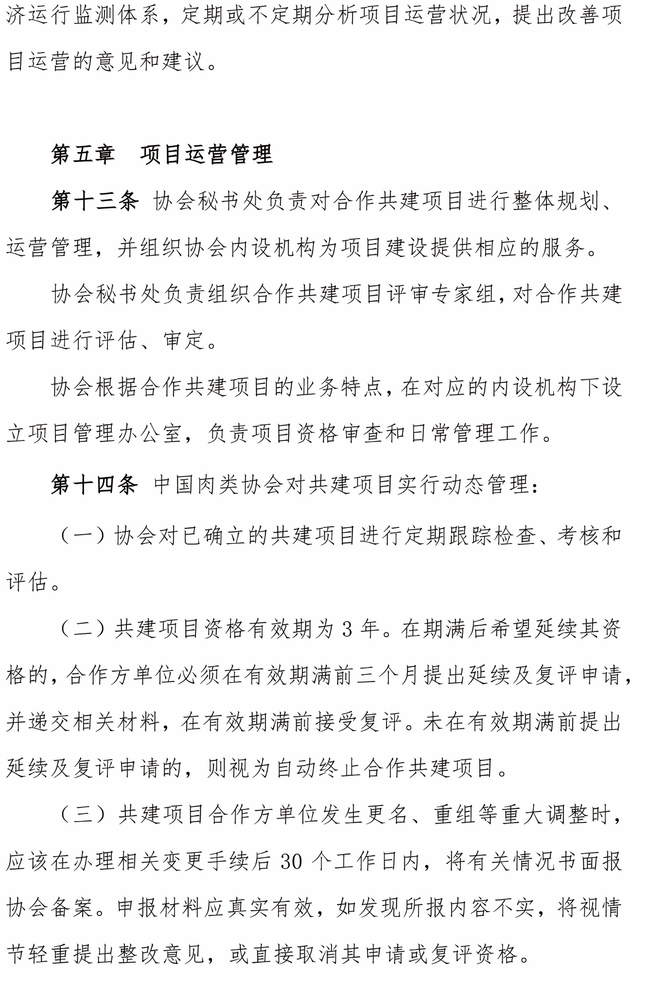 济运行监测体系，定期或不定期分析项目运营状况，提出改善项
目运营的意见和建议。
第五章　项目运营管理
第十三条 协会秘书处负责对合作共建项目进行整体规划、
运营管理，并组织协会内设机构为项目建设提供相应的服务。
协会秘书处负责组织合作共建项目评审专家组，对合作共建
项目进行评估、审定。
协会根据合作共建项目的业务特点，在对应的内设机构下设
立项目管理办公室，负责项目资格审查和日常管理工作。
第十四条 中国肉类协会对共建项目实行动态管理：
（一）协会对已确立的共建项目进行定期跟踪检查、考核和
评估。
（二）共建项目资格有效期为 3 年。在期满后希望延续其资
格的，合作方单位必须在有效期满前三个月提出延续及复评申请，
并递交相关材料，在有效期满前接受复评。未在有效期满前提出
延续及复评申请的，则视为自动终止合作共建项目。
（三）共建项目合作方单位发生更名、重组等重大调整时，
应该在办理相关变更手续后 30 个工作日内，将有关情况书面报
协会备案。申报材料应真实有效，如发现所报内容不实，将视情
节轻重提出整改意见，或直接取消其申请或复评资格。